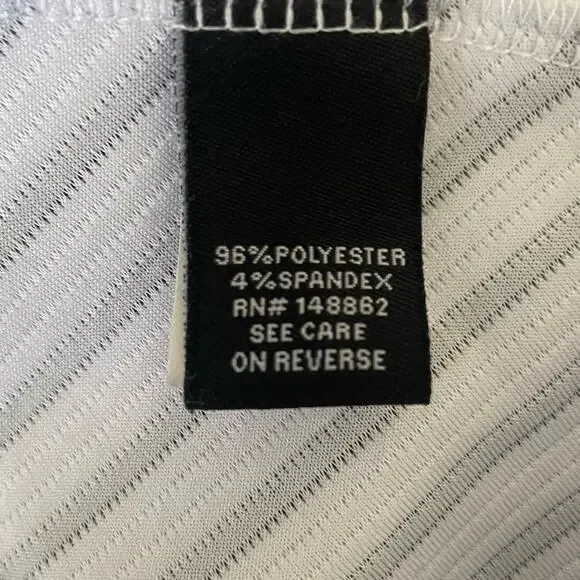 96%POLYESTER
4%SPANDEX
RN# 148862
SEE CARE
ON REVERSE